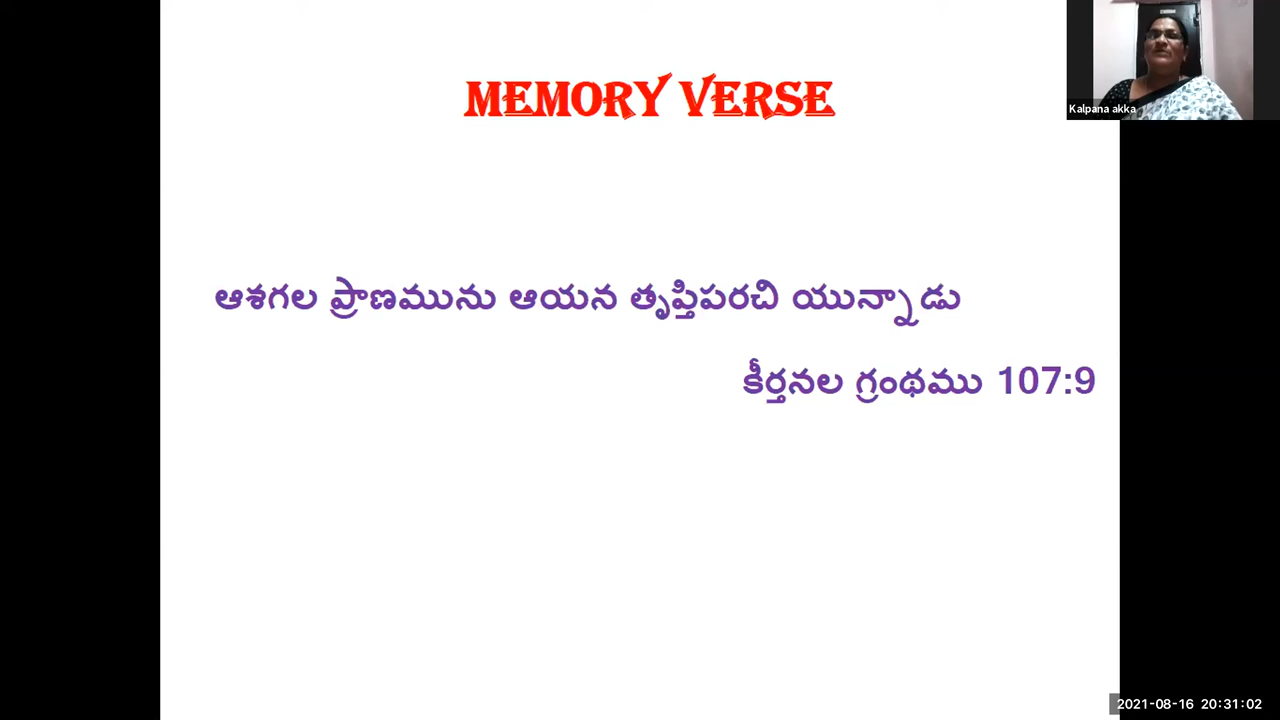 MEMORY VERSE
Kalpana akka
ఆశగల ప్రాణమును ఆయన తృప్తిపరచి యున్నాడు
కీర్తనల గ్రంథము 107:9
2021-08-16 20:31:02